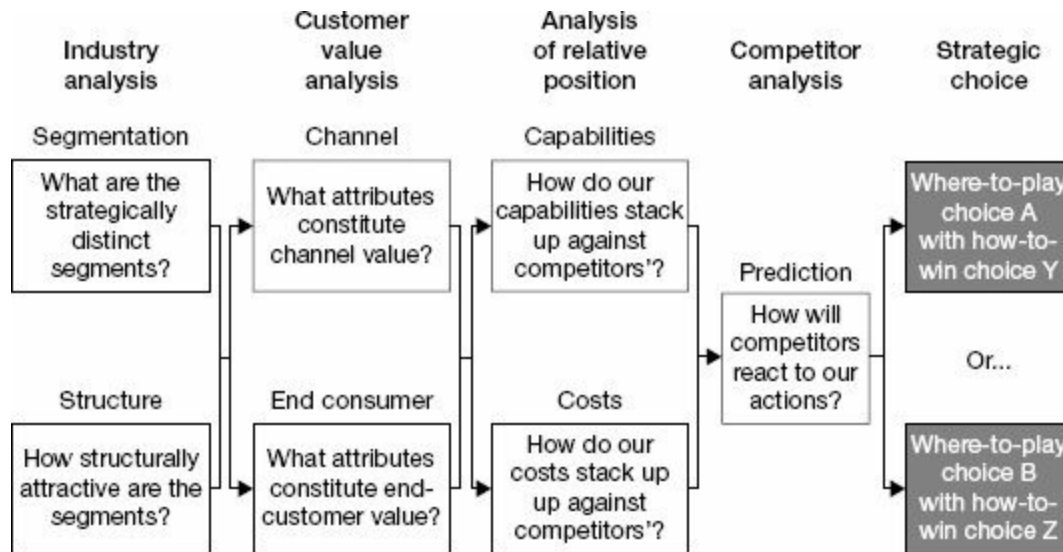 Industry
analysis
Customer
value
analysis
Analysis
of relative
position
Competitor
analysis
Strategic
choice
Segmentation
What are the
strategically
distinct
segments?
Structure
How structurally
attractive are the
segments?
Channel
What attributes
constitute
channel value?
End consumer
What attributes
constitute end-
customer value?
Capabilities
How do our
capabilities stack
up against
competitors'?
Costs
How do our
costs stack up
up against
competitors'?
Prediction
How will
competitors
react to our
actions?
Where-to-play
choice A
with how-to-
win choice Y
Or...
Where-to-play
choice B
with how-to-
win choice Z